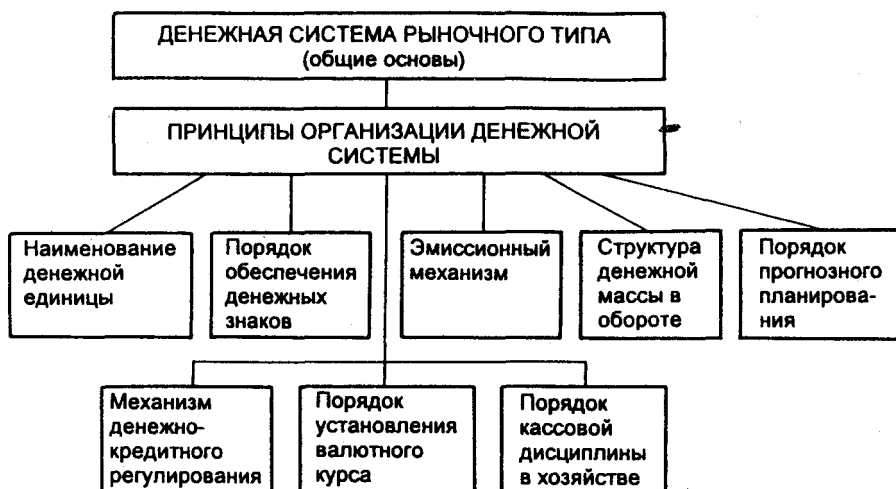 ДЕНЕЖНАЯ СИСТЕМА РЫНОЧНОГО ТИПА
(общие основы)
ПРИНЦИПЫ ОРГАНИЗАЦИИ ДЕНЕЖНОЙ
СИСТЕМЫ
Наименование
денежной
единицы
Порядок
обеспечения
денежных
знаков
Эмиссионный
механизм
Структура
денежной
массы в
обороте
Порядок
прогнозного
планирова-
ния
Механизм
денежно-
кредитного
регулирования
Порядок
установления
валютного
курса
Порядок
кассовой
дисциплины
в хозяйстве